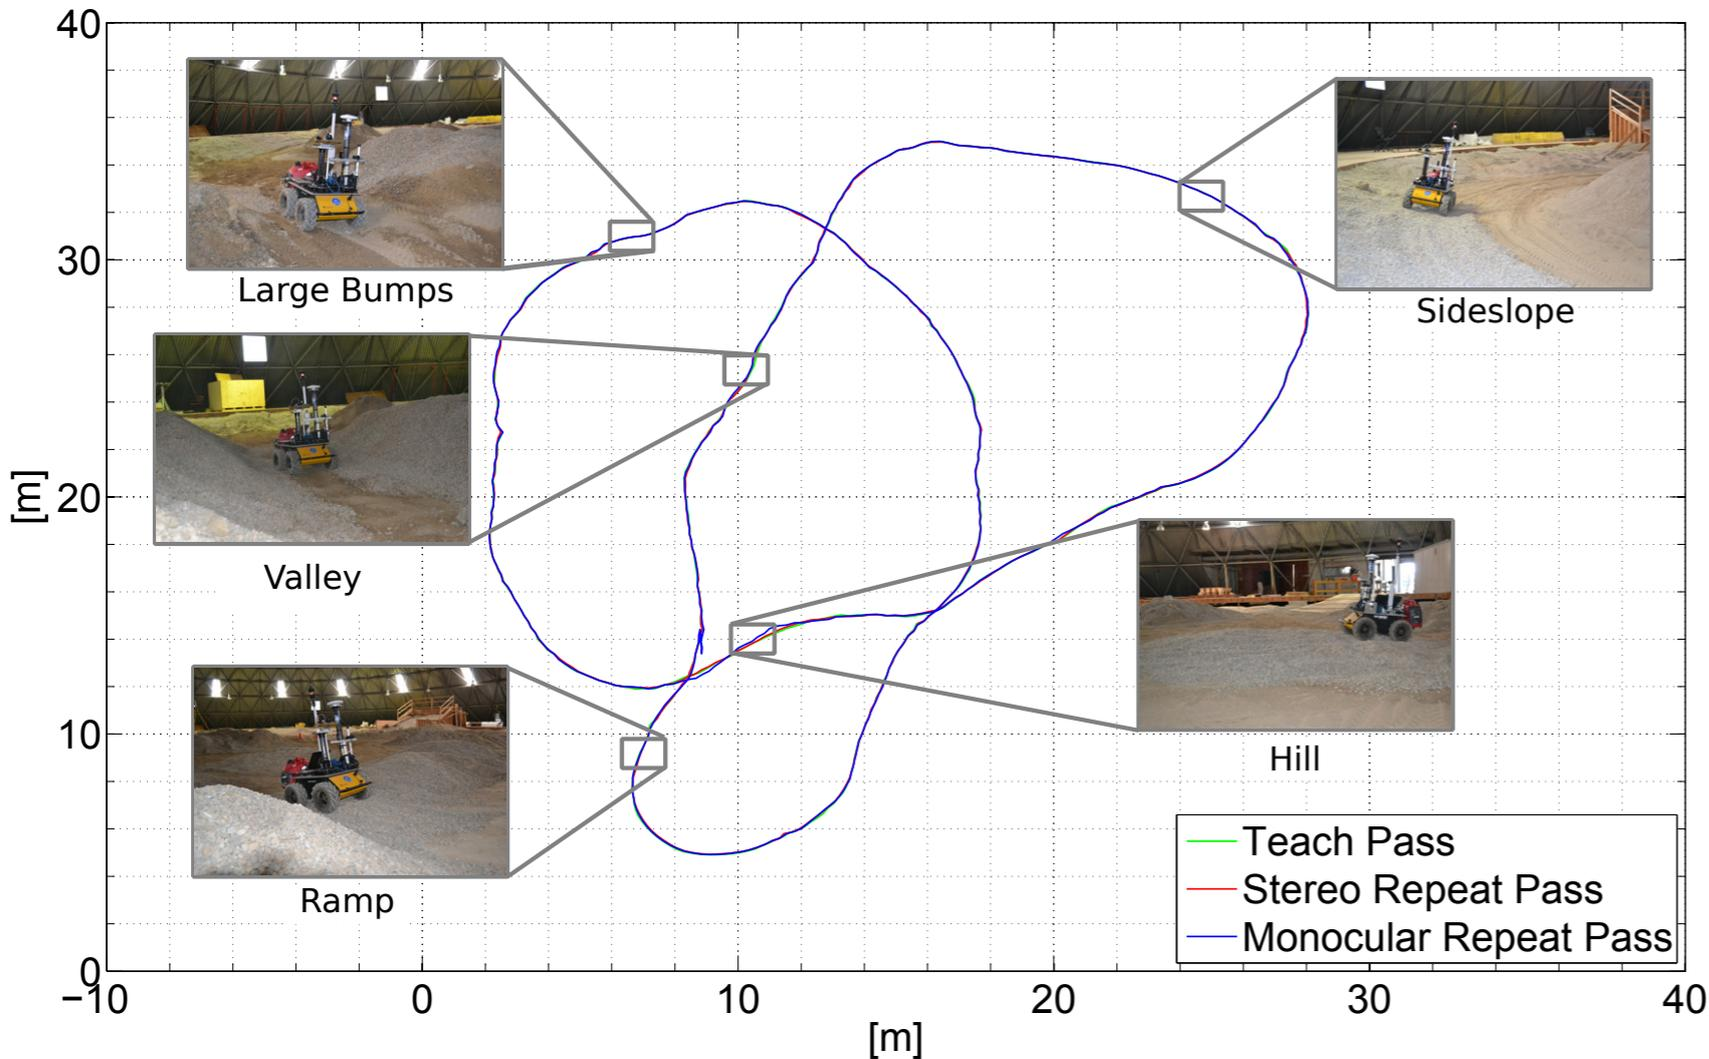 40
30
20
10
0
[m]
−10
0
10
20
30
40
[m]
Large Bumps
Sideslope
Valley
Hill
Ramp
Teach Pass
Stereo Repeat Pass
Monocular Repeat Pass